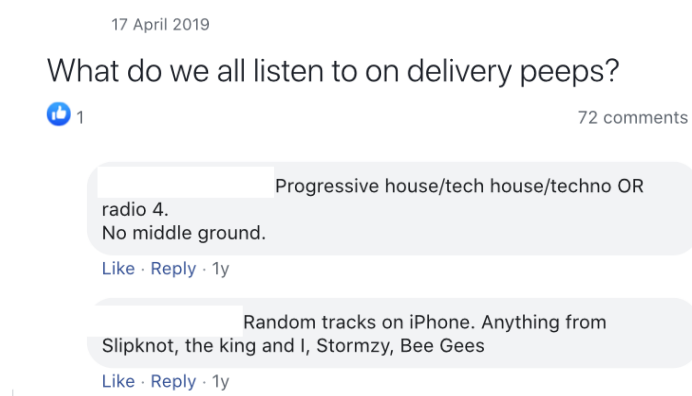 17 April 2019
What do we all listen to on delivery peeps?
1
72 comments
Progressive house/tech house/techno OR
radio 4.
No middle ground.
Like · Reply · 1y
Random tracks on iPhone. Anything from
Slipknot, the king and I, Stormzy, Bee Gees
Like · Reply · 1y